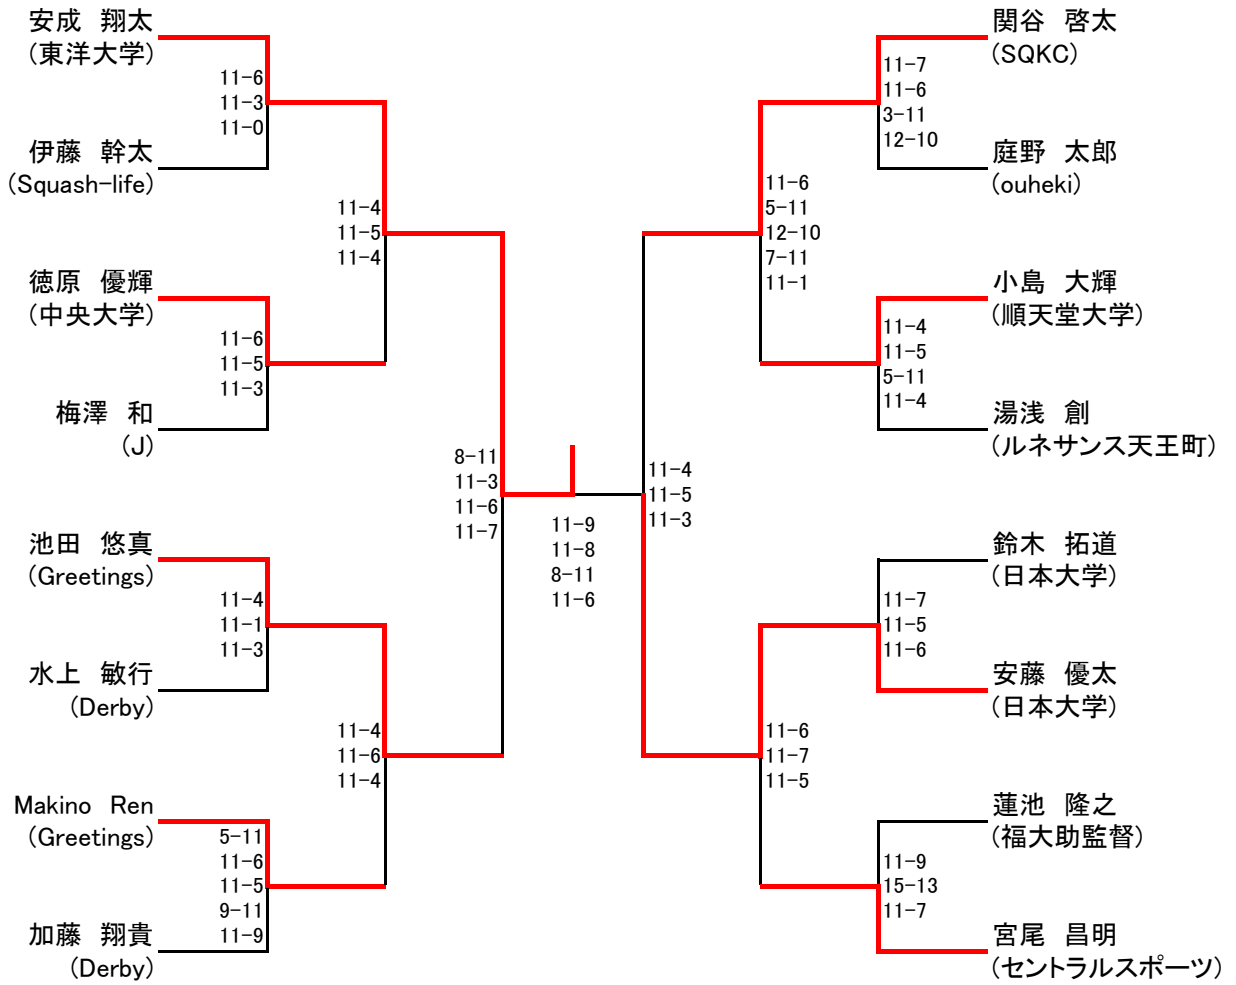 安成　翔太
(東洋大学)
11-6
11-3
11-0
伊藤　幹太
(Squash-life)
11-4
11-5
11-4
徳原　優輝
(中央大学)
11-6
11-5
11-3
梅澤　和
(J)
8-11
11-3
11-6
11-7
池田　悠真
(Greetings)
11-4
11-1
11-3
水上　敏行
(Derby)
11-4
11-6
11-4
Makino　Ren
(Greetings)
5-11
11-6
11-5
9-11
11-9
加藤　翔貴
(Derby)
11-9
11-8
8-11
11-6
関谷　啓太
(SQKC)
11-7
11-6
3-11
12-10
庭野　太郎
(ouheki)
11-6
5-11
12-10
7-11
11-1
小島　大輝
(順天堂大学)
11-4
11-5
5-11
11-4
湯浅　創
(ルネサンス天王町)
11-4
11-5
11-3
鈴木　拓道
(日本大学)
11-7
11-5
11-6
安藤　優太
(日本大学)
11-6
11-7
11-5
蓮池　隆之
(福大助監督)
11-9
15-13
11-7
宮尾　昌明
(セントラルスポーツ)